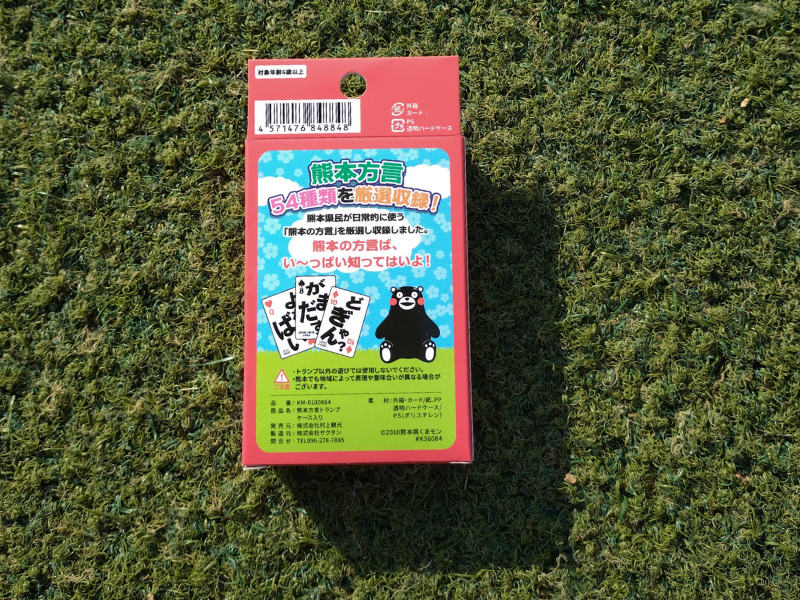 対象年齢6歳以上
4 571476 848848
紙
外箱
カード
PS
透明ハードケース
熊本方言
54種類を厳選収録!
熊本県民が日常的に使う
「熊本の方言」を厳選し収録しました。
熊本の方言ば、
い~っぱい知ってはいよ!
Q
よばい
8
がまだす
10
どぎゃん?
10
ご注意
・トランプ以外の遊びでは使用しないでください。
・熊本でも地域によって表現や意味合いが異なる場合が
ございます。
品 番:KM-0100884
商 品 名:熊本方言トランプ
ケース入り
発 売 元:株式会社村上観光
製 造 元:株式会社サクタン
問 合 せ:TEL096-278-7885
素 材:外箱・カード/紙、PP
透明ハードケース/
PS(ポリスチレン)
©2010熊本県くまモン
#K36084